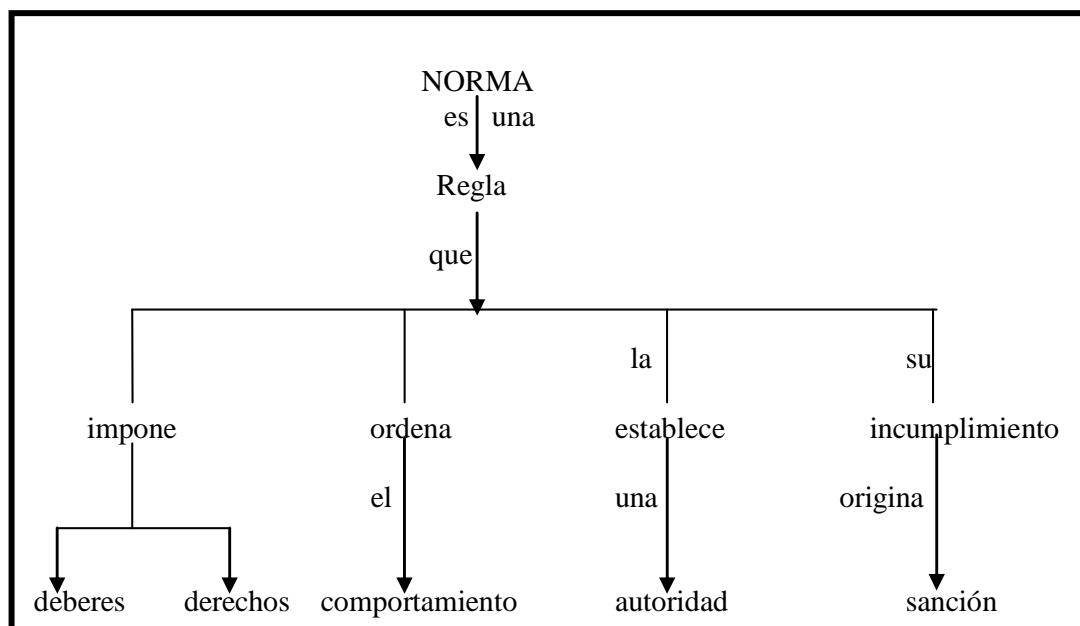 NORMA
es una
Regla
que
la su
impone ordena establece incumplimiento
el una origina
deberes derechos comportamiento autoridad sanción